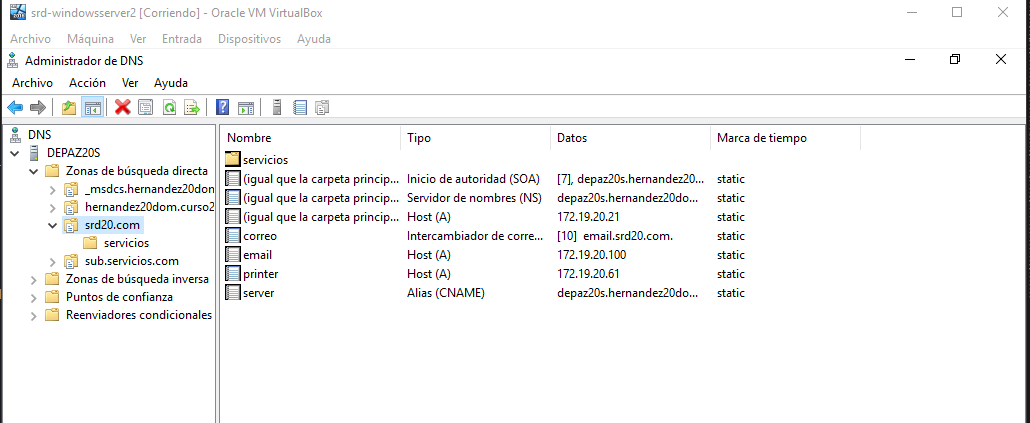 srd-windowsserver2 [Corriendo] - Oracle VM VirtualBox
Archivo Máquina Ver Entrada Dispositivos Ayuda
Administrador de DNS
Archivo Acción Ver Ayuda
DNS
DEPAZ20S
Zonas de búsqueda directa
_msdcs.hernandez20don
hernandez20dom.curso2
srd20.com
servicios
sub.servicios.com
Zonas de búsqueda inversa
Puntos de confianza
Reenviadores condicionales
Nombre Tipo Datos Marca de tiempo
servicios
(igual que la carpeta princip... Inicio de autoridad (SOA) [7], depaz20s.hernandez20... static
(igual que la carpeta princip... Servidor de nombres (NS) depaz20s.hernandez20do... static
(igual que la carpeta princip... Host (A) 172.19.20.21 static
correo Intercambiador de corre... [10] email.srd20.com. static
email Host (A) 172.19.20.100 static
printer Host (A) 172.19.20.61 static
server Alias (CNAME) depaz20s.hernandez20do... static